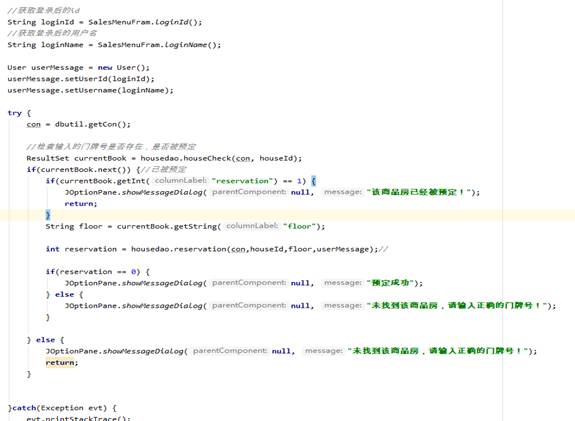 //获取登录后的id
String loginId = SalesMenuFram.loginId();
//获取登录后的用户名
String loginName = SalesMenuFram.loginName();
User userMessage = new User();
userMessage.setUserId(loginId);
userMessage.setUsername(loginName);
try {
con = dbutil.getCon();
//检查输入的门牌号是否存在，是否被预定
ResultSet currentBook = housedao.houseCheck(con, houseId);
if(currentBook.next()) {//已被预定
if(currentBook.getInt( columnLabel: "reservation") == 1) {
JOptionPane.showMessageDialog( parentComponent: null, message: "该商品房已经被预定！");
return;
}
String floor = currentBook.getString( columnLabel: "floor");
int reservation = housedao.reservation(con,houseId,floor,userMessage);//
if(reservation == 0) {
JOptionPane.showMessageDialog( parentComponent: null, message: "预定成功");
} else {
JOptionPane.showMessageDialog( parentComponent: null, message: "未找到该商品房，请输入正确的门牌号！");
}
} else {
JOptionPane.showMessageDialog( parentComponent: null, message: "未找到该商品房，请输入正确的门牌号！");
return;
}
}catch(Exception evt) {
evt.printStackTrace();